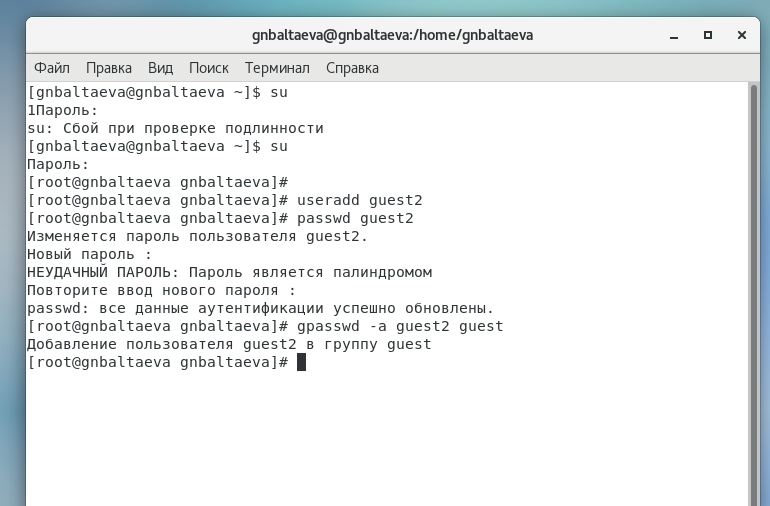 gnbaltaeva@gnbaltaeva:/home/gnbaltaeva
Файл Правка Вид Поиск Терминал Справка
[gnbaltaeva@gnbaltaeva ~]$ su
1Пароль:
su: Сбой при проверке подлинности
[gnbaltaeva@gnbaltaeva ~]$ su
Пароль:
[root@gnbaltaeva gnbaltaeva]#
[root@gnbaltaeva gnbaltaeva]# useradd guest2
[root@gnbaltaeva gnbaltaeva]# passwd guest2
Изменяется пароль пользователя guest2.
Новый пароль :
НЕУДАЧНЫЙ ПАРОЛЬ: Пароль является палиндромом
Повторите ввод нового пароля :
passwd: все данные аутентификации успешно обновлены.
[root@gnbaltaeva gnbaltaeva]# gpasswd -a guest2 guest
Добавление пользователя guest2 в группу guest
[root@gnbaltaeva gnbaltaeva]#